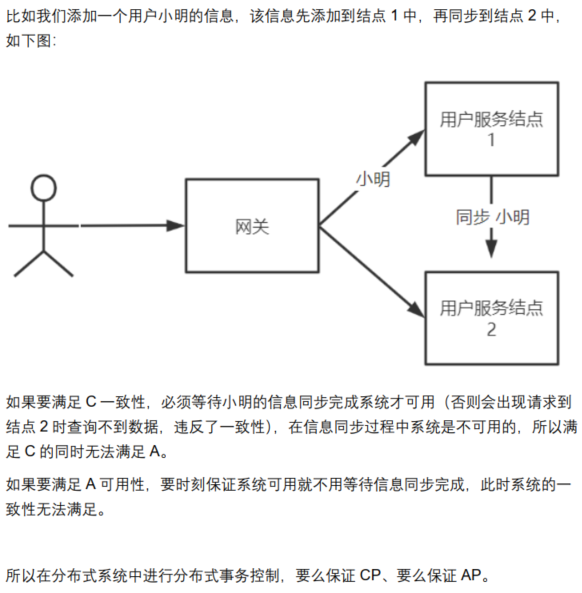 比如我们添加一个用户小明的信息，该信息先添加到结点 1 中，再同步到结点 2 中，
如下图：
用户服务结点
1
小明
网关
同步 小明
用户服务结点
2
如果要满足 C 一致性，必须等待小明的信息同步完成系统才可用（否则会出现请求到
结点 2 时查询不到数据，违反了一致性），在信息同步过程中系统是不可用的，所以满
足 C 的同时无法满足 A。
如果要满足 A 可用性，要时刻保证系统可用就不用等待信息同步完成，此时系统的一
致性无法满足。
所以在分布式系统中进行分布式事务控制，要么保证 CP、要么保证 AP。